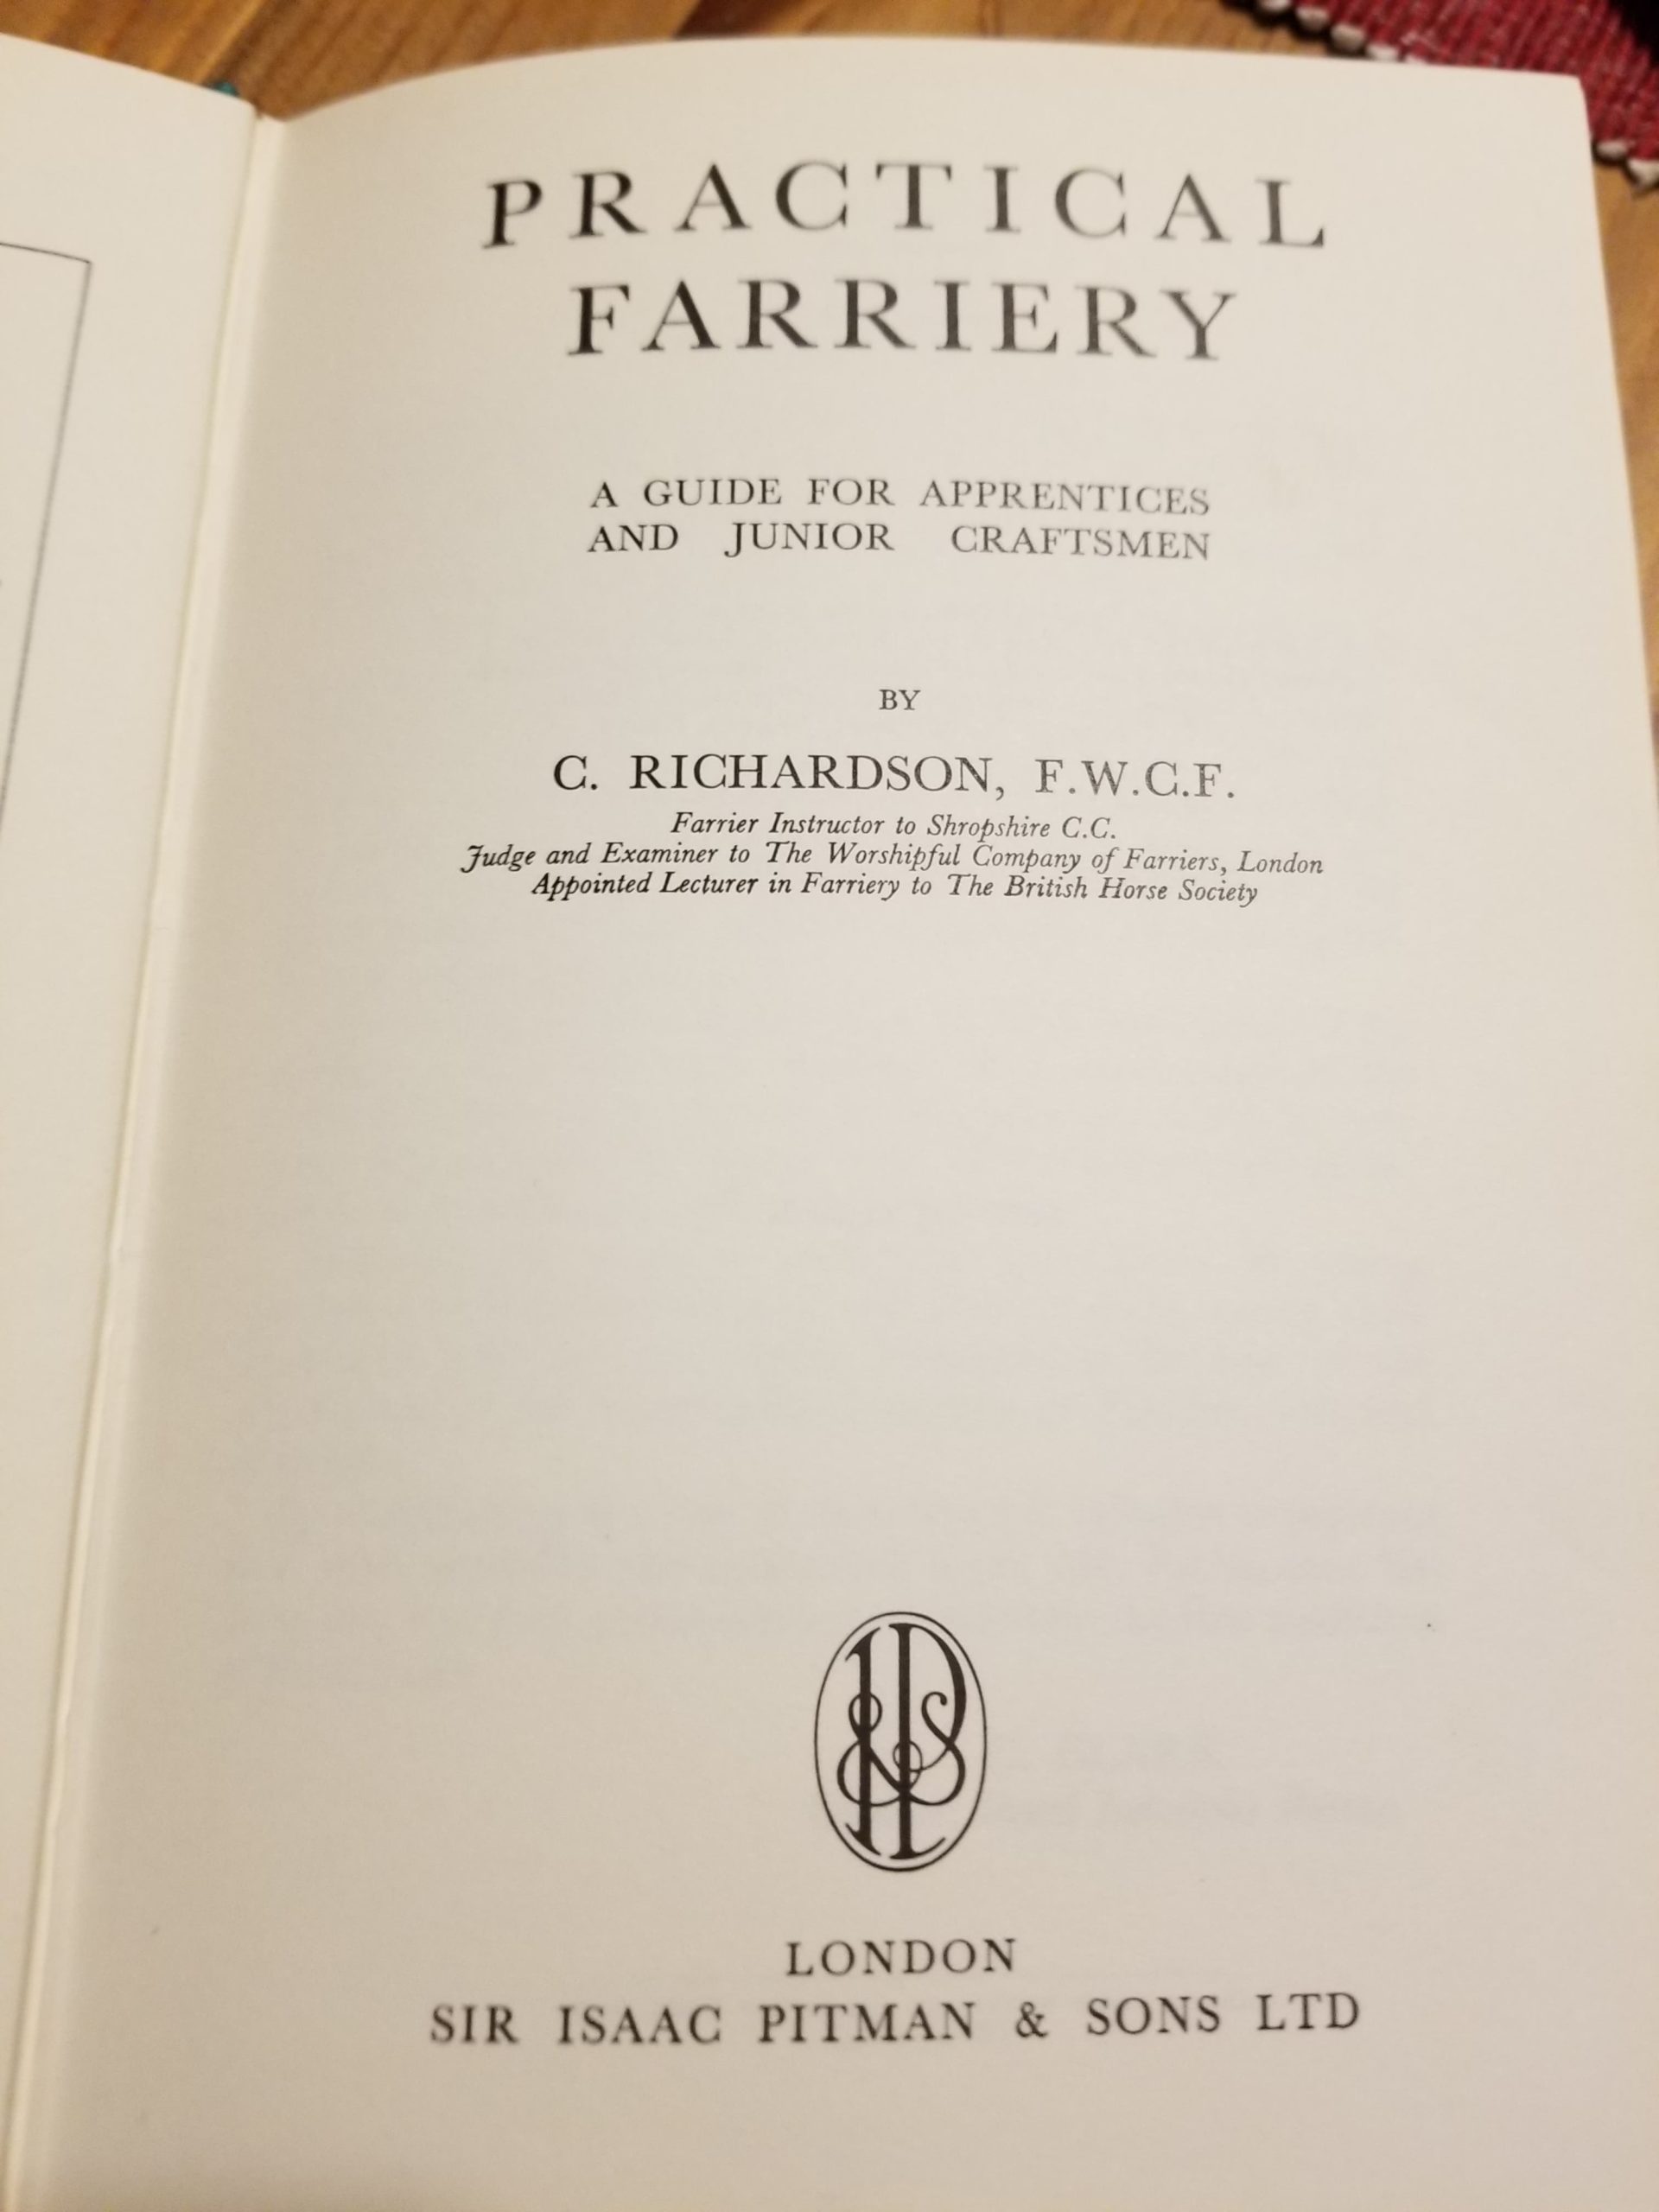 PRACTICAL
FARRIERY
A GUIDE FOR APPRENTICES
AND JUNIOR CRAFTSMEN
BY
C. RICHARDSON, F.W.C.F.
Farrier Instructor to Shropshire C.C.
Judge and Examiner to The Worshipful Company of Farriers, London
Appointed Lecturer in Farriery to The British Horse Society
LONDON
SIR ISAAC PITMAN & SONS LTD